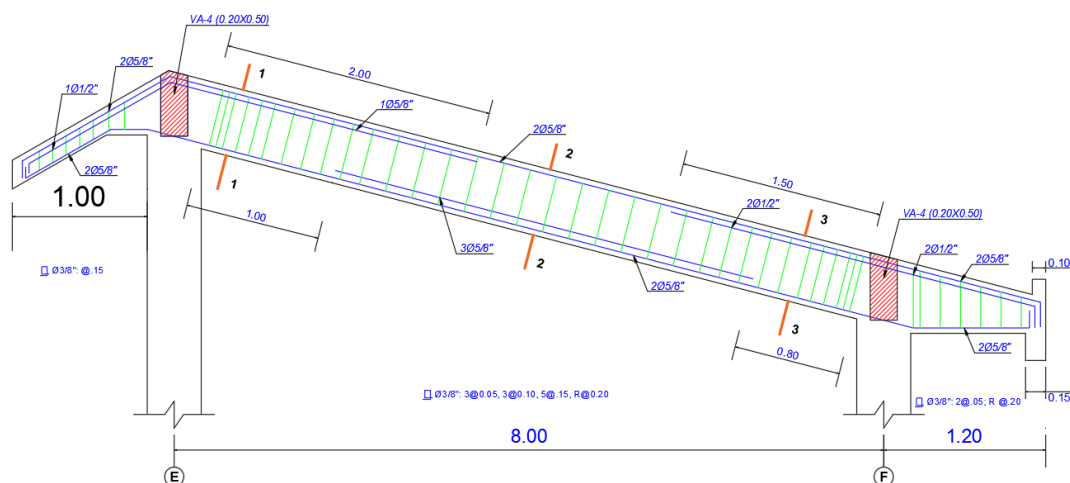 VA-4 (0.20X0.50)
2Ø5/8"
1Ø1/2"
1
2.00
1Ø5/8"
2Ø5/8"
2
1.50
3
2Ø1/2"
VA-4 (0.20X0.50)
2Ø1/2"
2Ø5/8"
0.10
2Ø5/8"
1.00
1
1.00
3Ø5/8"
2
2Ø5/8"
3
0.80
2Ø5/8"
Ø3/8": @.15
Ø3/8": 3@0.05, 3@0.10, 5@.15, R@0.20
Ø3/8": 2@.05; R @.20
0.15
8.00
1.20
E
F